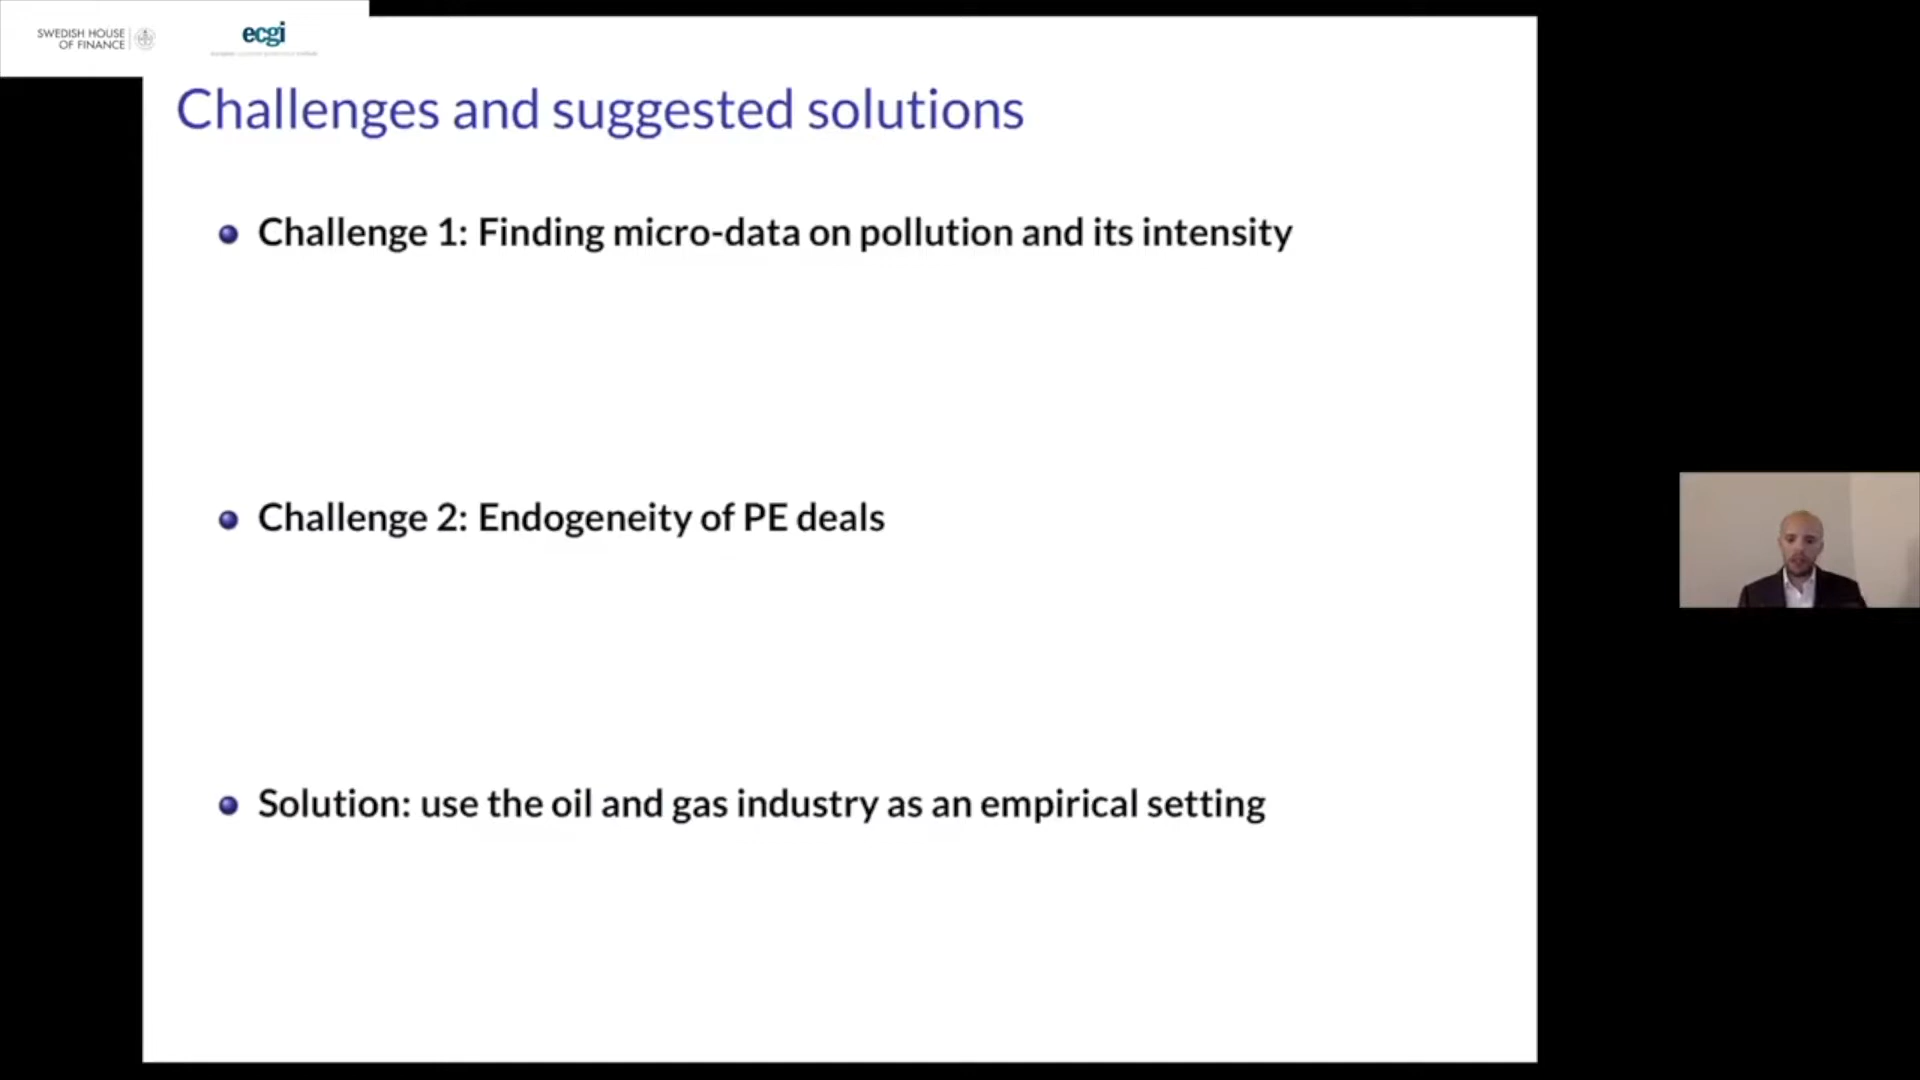 SWEDISH HOUSE
OF FINANCE
ecgi
Challenges and suggested solutions
Challenge 1: Finding micro-data on pollution and its intensity
Challenge 2: Endogeneity of PE deals
Solution: use the oil and gas industry as an empirical setting